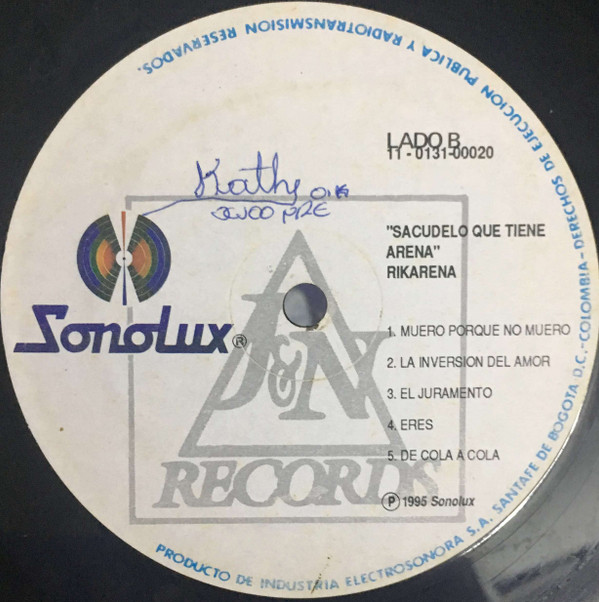 DERECHOS DE EJECUCION PUBLICA Y RADIOTRANSMISION RESERVADOS.
LADO B
11 - 0131-00020
Kathy
"SACUDELO QUE TIENE
ARENA"
RIKARENA
Sonolux®
J&N
RECORDS
1. MUERO PORQUE NO MUERO
2. LA INVERSION DEL AMOR
3. EL JURAMENTO
4. ERES
5. DE COLA A COLA
℗ 1995 Sonolux
PRODUCTO DE INDUSTRIA ELECTROSONORA S.A. SANTAFE DE BOGOTA D.C.-COLOMBIA-